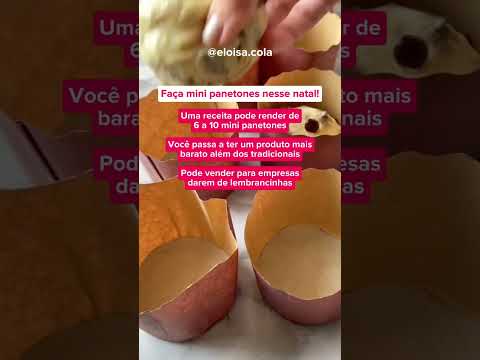 @eloisa.cola
Faça mini panetones nesse natal!
Uma receita pode render de
6 a 10 mini panetones
Você passa a ter um produto mais
barato além dos tradicionais
Pode vender para empresas
darem de lembrancinhas